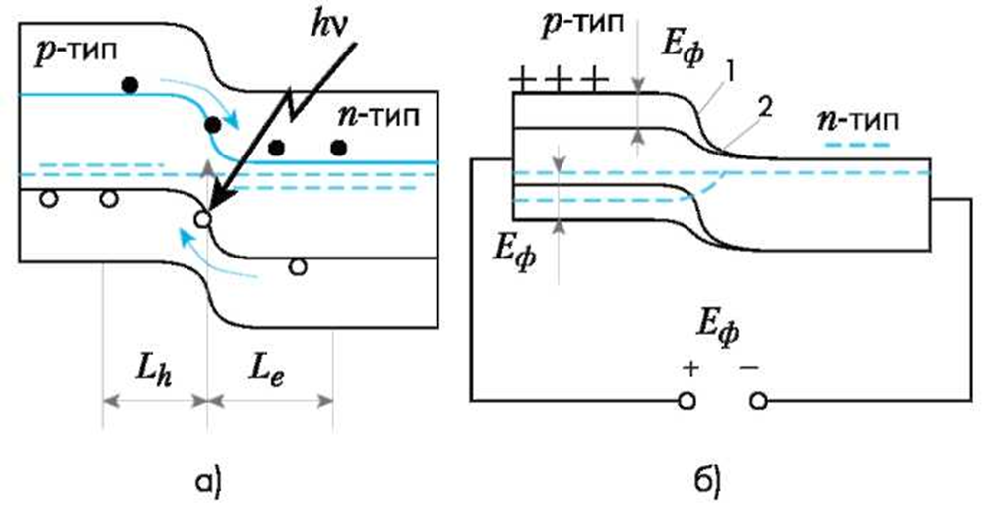 hν
p-тип
n-тип
L_h
L_e
а)
p-тип
E_ф
+ + +
1
2
n-тип
E_ф
E_ф
+ −
б)